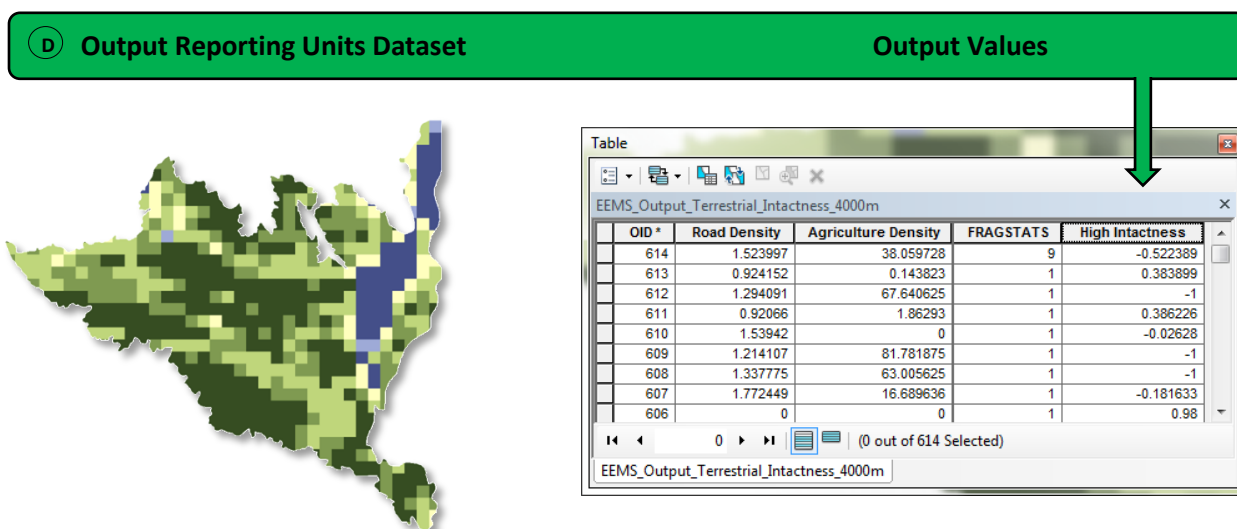 D Output Reporting Units Dataset Output Values
Table
EEMS_Output_Terrestrial_Intactness_4000m
OID * Road Density Agriculture Density FRAGSTATS High Intactness
614 1.523997 38.059728 9 -0.522389
613 0.924152 0.143823 1 0.383899
612 1.294091 67.640625 1 -1
611 0.92066 1.86293 1 0.386226
610 1.53942 0 1 -0.02628
609 1.214107 81.781875 1 -1
608 1.337775 63.005625 1 -1
607 1.772449 16.689636 1 -0.181633
606 0 0 1 0.98
0 (0 out of 614 Selected)
EEMS_Output_Terrestrial_Intactness_4000m